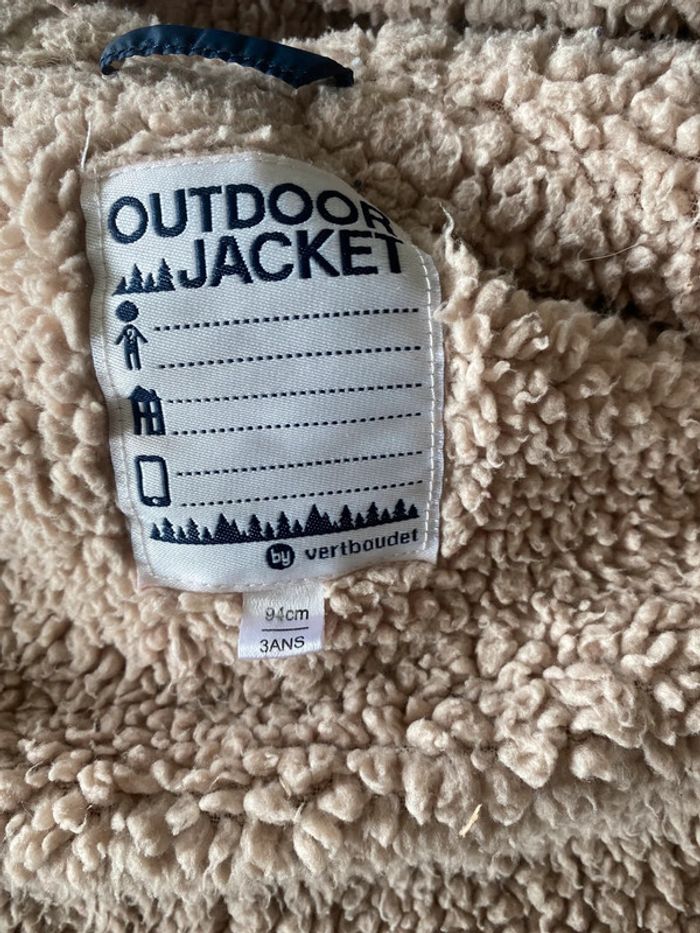 OUTDOOR
JACKET
by vertbaudet
94cm
3ANS